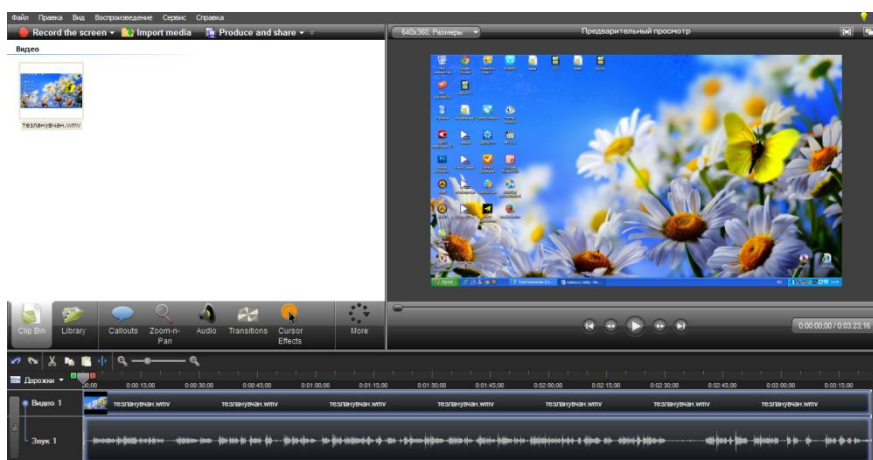 Файл Правка Вид Воспроизведение Сервис Справка
Record the screen Import media Produce and share
640x360, Размеры Предварительный просмотр
Видео
тезланувчан.wmv
Clip Bin Library Callouts Zoom-n-Pan Audio Transitions Cursor Effects More
0:00:00;00 / 0:03:23;16
Дорожки
0:00:15;00 0:00:30;00 0:00:45;00 0:01:00;00 0:01:15;00 0:01:30;00 0:01:45;00 0:02:00;00 0:02:15;00 0:02:30;00 0:02:45;00 0:03:00;00 0:03:15;00
Видео 1 тезланувчан.wmv тезланувчан.wmv тезланувчан.wmv тезланувчан.wmv тезланувчан.wmv тезланувчан.wmv тезланувчан.wmv
Звук 1